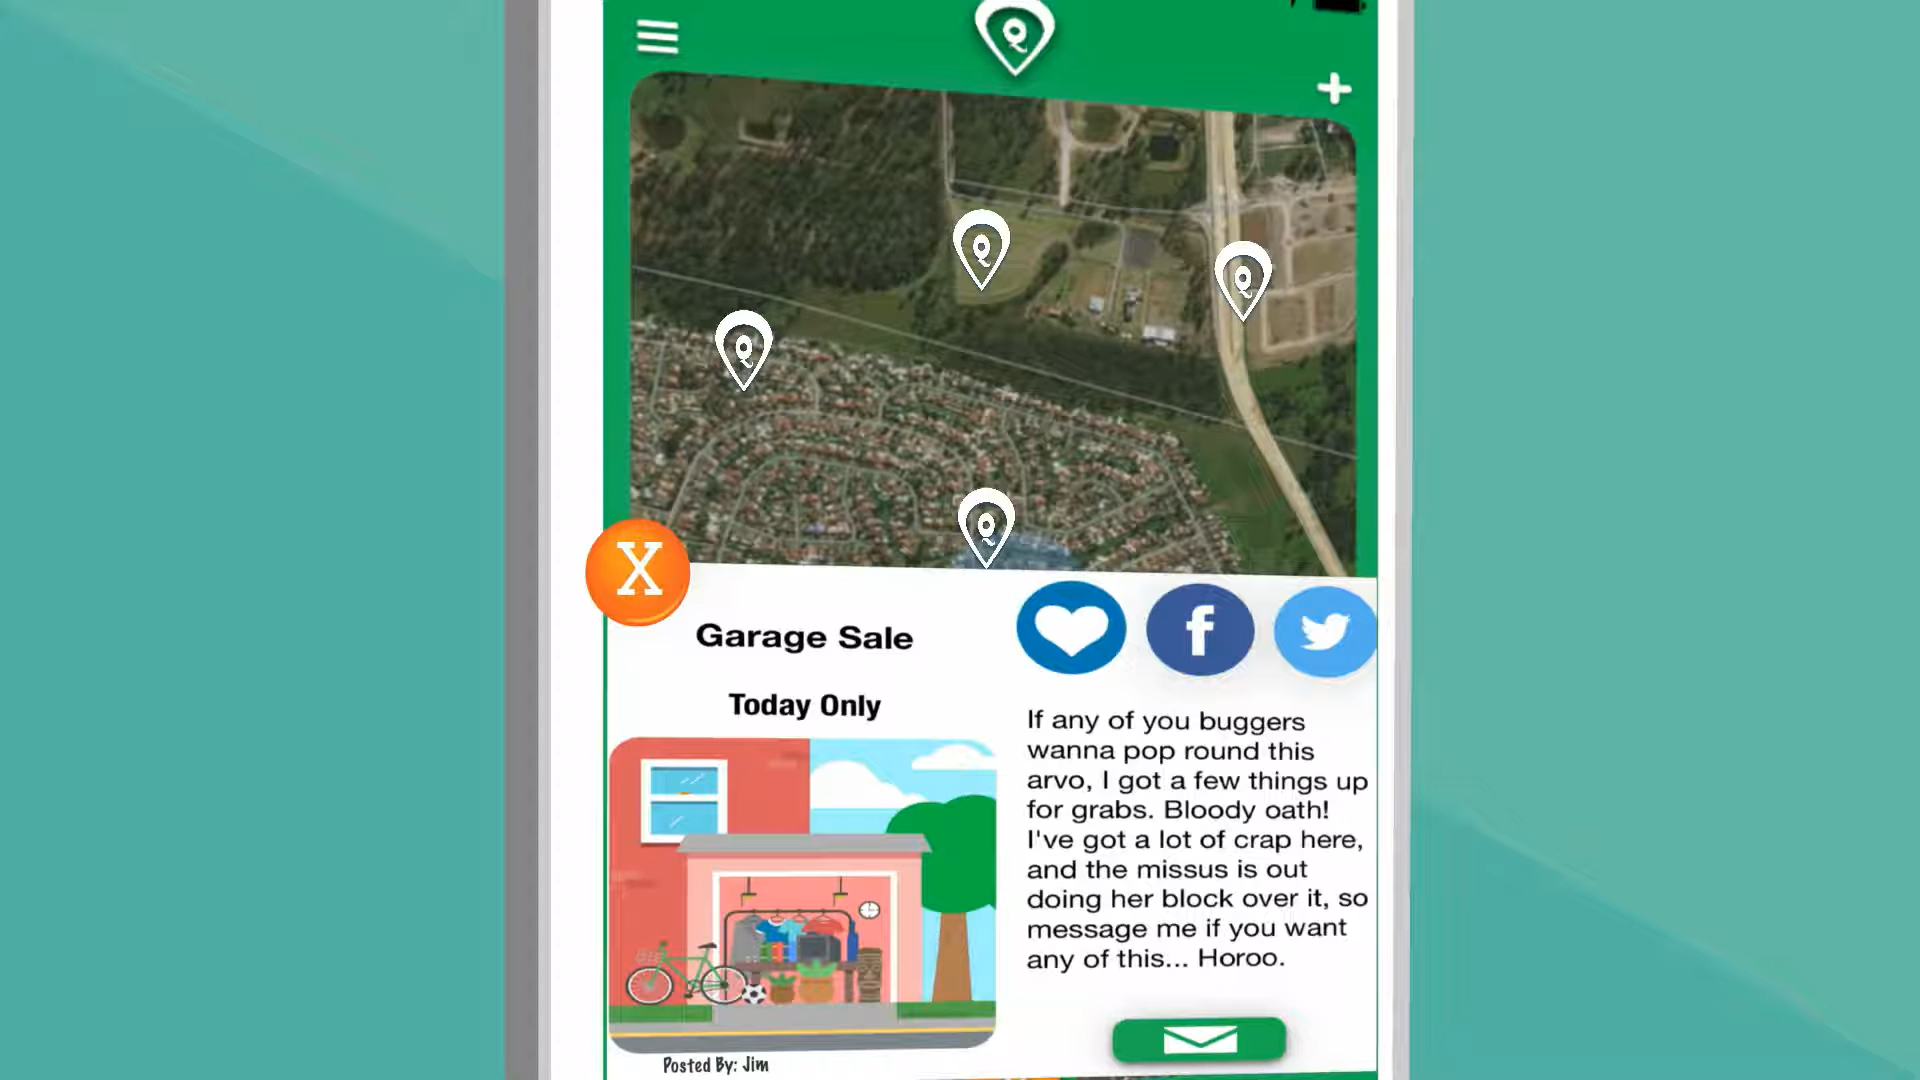 Q
Q
Q
Q
Q
X
Garage Sale
f
Today Only
If any of you buggers
wanna pop round this
arvo, I got a few things up
for grabs. Bloody oath!
I've got a lot of crap here,
and the missus is out
doing her block over it, so
message me if you want
any of this... Horoo.
Posted By: Jim